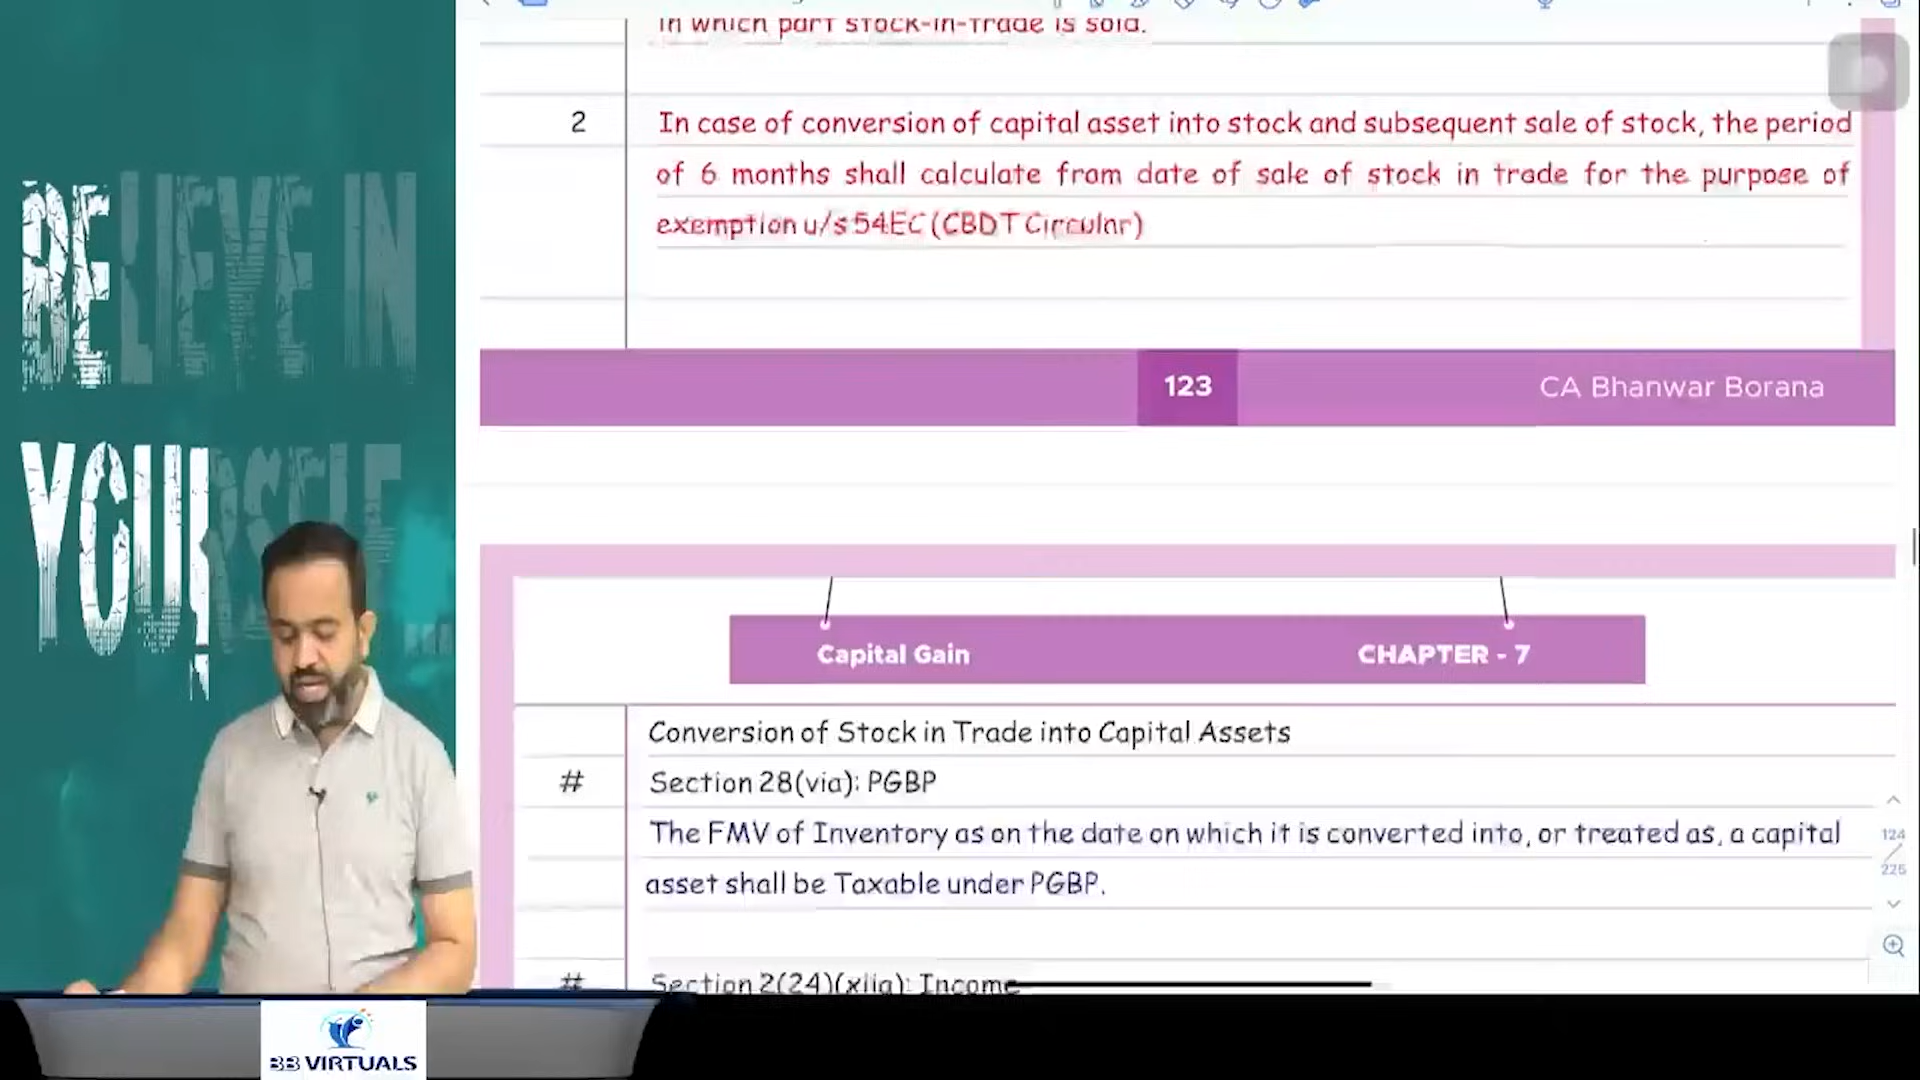 in which part stock-in-trade is sold.
2
In case of conversion of capital asset into stock and subsequent sale of stock, the period
of 6 months shall calculate from date of sale of stock in trade for the purpose of
exemption u/s 54EC (CBDT Circular)
123
CA Bhanwar Borana
Capital Gain
CHAPTER - 7
Conversion of Stock in Trade into Capital Assets
# Section 28(via): PGBP
The FMV of Inventory as on the date on which it is converted into, or treated as, a capital
asset shall be Taxable under PGBP.
# Section 2(24)(xiia): Income
124
225
BELIEVE IN
YOURSELF...
YOU!
BB VIRTUALS